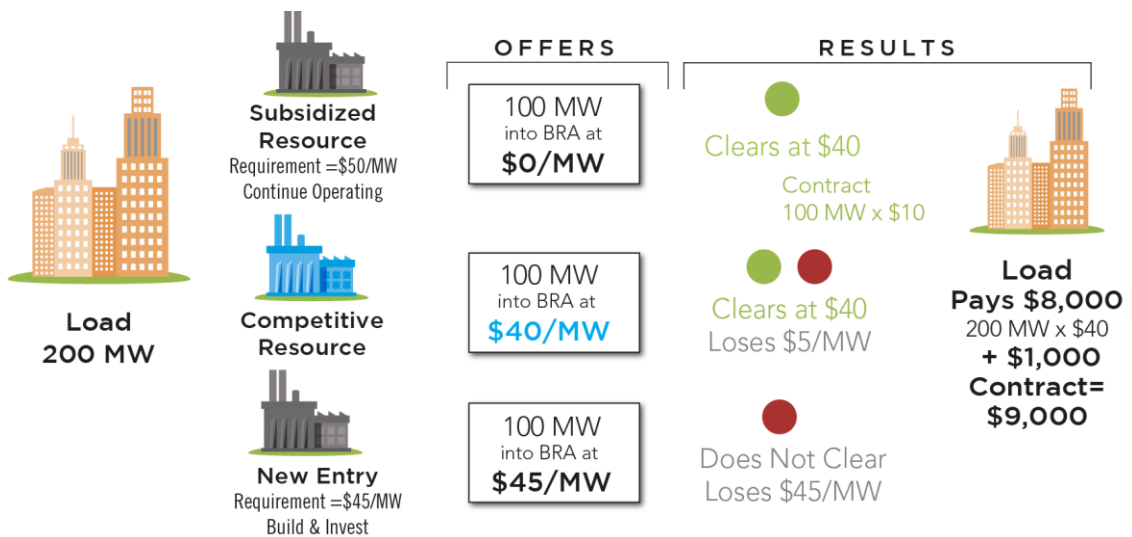 OFFERS
RESULTS
Load
200 MW
Subsidized
Resource
Requirement =$50/MW
Continue Operating
100 MW
into BRA at
$0/MW
Clears at $40
Contract
100 MW x $10
Competitive
Resource
100 MW
into BRA at
$40/MW
Clears at $40
Loses $5/MW
New Entry
Requirement =$45/MW
Build & Invest
100 MW
into BRA at
$45/MW
Does Not Clear
Loses $45/MW
Load
Pays $8,000
200 MW x $40
+ $1,000
Contract=
$9,000